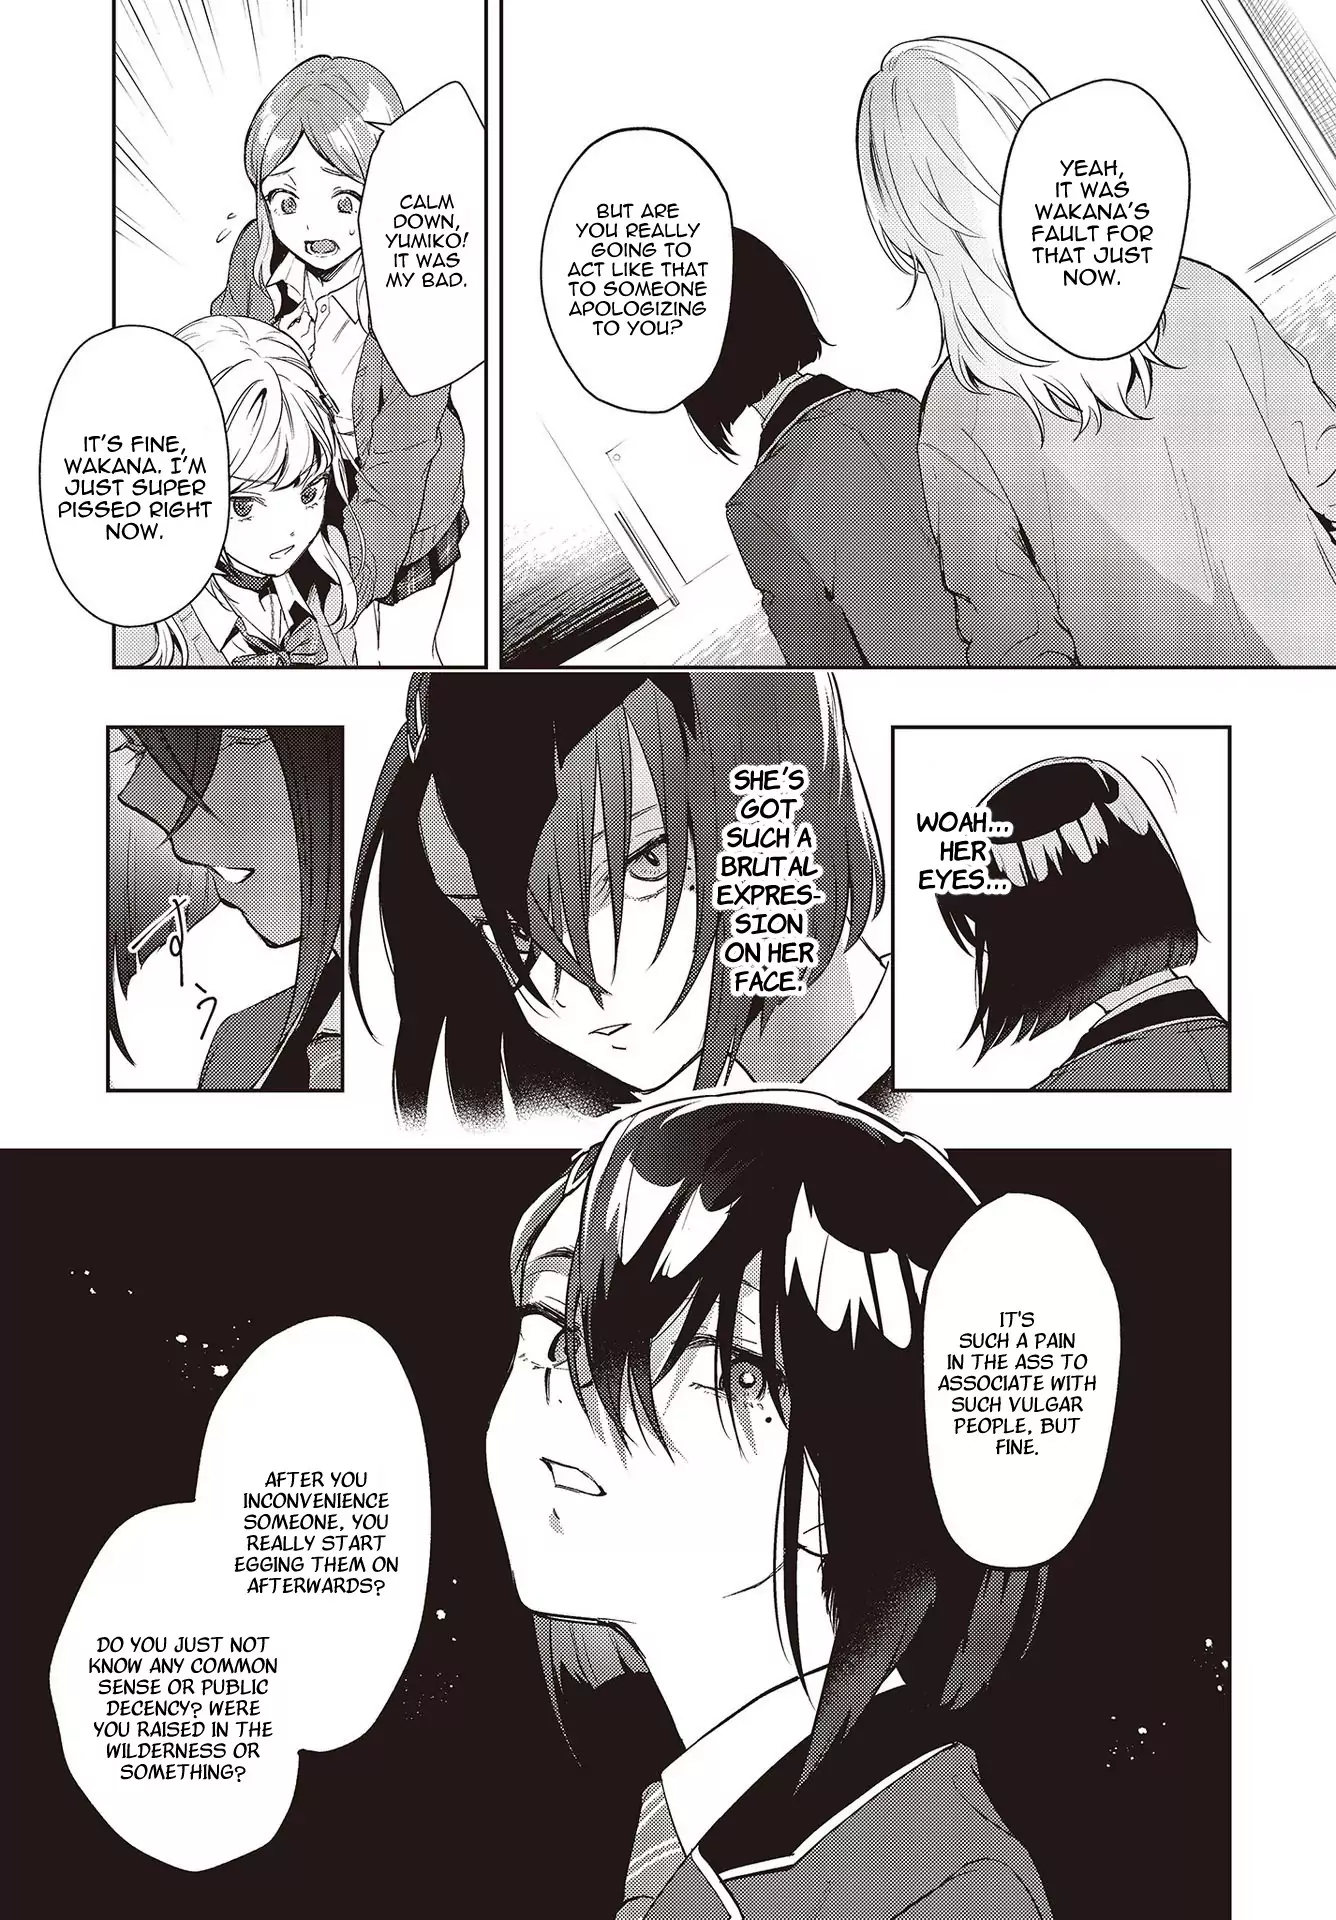 YEAH,
IT WAS
WAKANA'S
FAULT FOR
THAT JUST
NOW.
BUT ARE
YOU REALLY
GOING TO
ACT LIKE THAT
TO SOMEONE
APOLOGIZING
TO YOU?
CALM
DOWN,
YUMIKO!
IT WAS
MY BAD.
IT'S FINE,
WAKANA. I'M
JUST SUPER
PISSED RIGHT
NOW.
WOAH...
HER
EYES...
SHE'S
GOT
SUCH A
BRUTAL
EXPRES-
SION
ON HER
FACE.
すうっ
IT'S
SUCH A PAIN
IN THE ASS TO
ASSOCIATE WITH
SUCH VULGAR
PEOPLE, BUT
FINE.
AFTER YOU
INCONVENIENCE
SOMEONE, YOU
REALLY START
EGGING THEM ON
AFTERWARDS?
DO YOU JUST NOT
KNOW ANY COMMON
SENSE OR PUBLIC
DECENCY? WERE
YOU RAISED IN THE
WILDERNESS OR
SOMETHING?